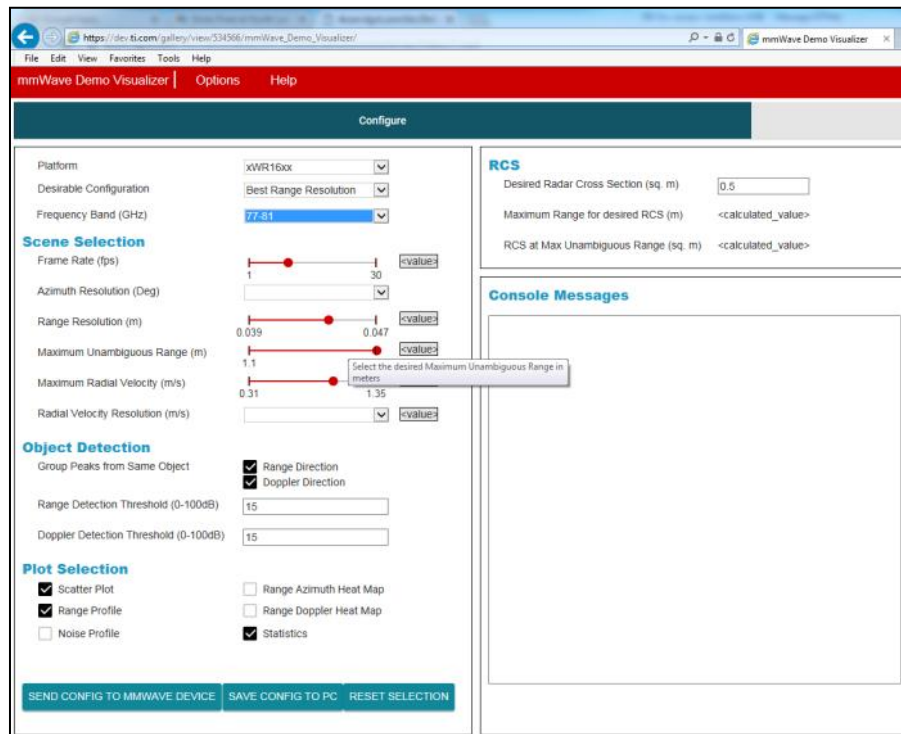 https://dev.ti.com/gallery/view/534566/mmWave_Demo_Visualizer/
mmWave Demo Visualizer
File Edit View Favorites Tools Help
mmWave Demo Visualizer | Options Help
Configure
Platform xWR16xx
Desirable Configuration Best Range Resolution
Frequency Band (GHz) 77-81
Scene Selection
Frame Rate (fps) <value>
1 30
Azimuth Resolution (Deg)
Range Resolution (m) <value>
0.039 0.047
Maximum Unambiguous Range (m) <value>
1.1
Select the desired Maximum Unambiguous Range in
meters
Maximum Radial Velocity (m/s)
0.31 1.35
Radial Velocity Resolution (m/s) <value>
Object Detection
Group Peaks from Same Object Range Direction
Doppler Direction
Range Detection Threshold (0-100dB) 15
Doppler Detection Threshold (0-100dB) 15
Plot Selection
Scatter Plot Range Azimuth Heat Map
Range Profile Range Doppler Heat Map
Noise Profile Statistics
SEND CONFIG TO MMWAVE DEVICE SAVE CONFIG TO PC RESET SELECTION
RCS
Desired Radar Cross Section (sq. m) 0.5
Maximum Range for desired RCS (m) <calculated_value>
RCS at Max Unambiguous Range (sq. m) <calculated_value>
Console Messages